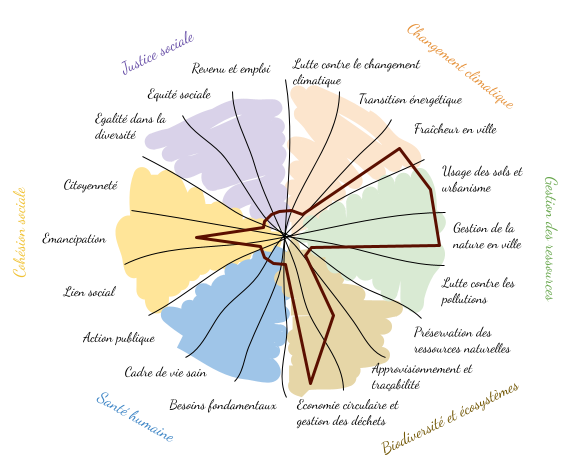 Justice sociale
Changement climatique
Revenu et emploi
Lutte contre le changement
climatique
Equité sociale
Transition énergétique
Egalité dans la
diversité
Fraîcheur en ville
Citoyenneté
Usage des sols et
urbanisme
Cohésion sociale
Emancipation
Gestion de la
nature en ville
Gestion des ressources
Lien social
Lutte contre les
pollutions
Action publique
Préservation des
ressources naturelles
Cadre de vie sain
Approvisionnement et
traçabilité
Santé humaine
Besoins fondamentaux
Economie circulaire et
gestion des déchets
Biodiversité et écosystèmes